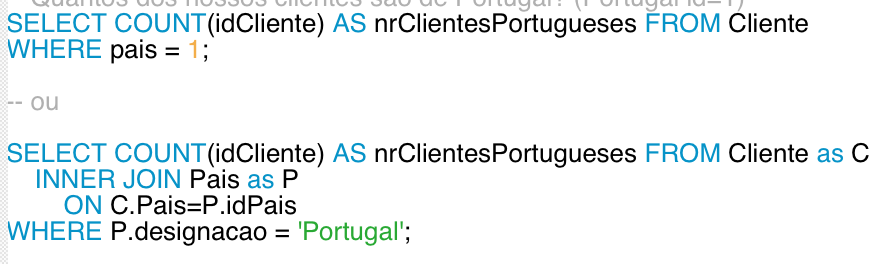 Quantos dos nossos clientes são de Portugal? (Portugal id=1)
SELECT COUNT(idCliente) AS nrClientesPortugueses FROM Cliente
WHERE pais = 1;
-- ou
SELECT COUNT(idCliente) AS nrClientesPortugueses FROM Cliente as C
INNER JOIN Pais as P
ON C.Pais=P.idPais
WHERE P.designacao = 'Portugal';